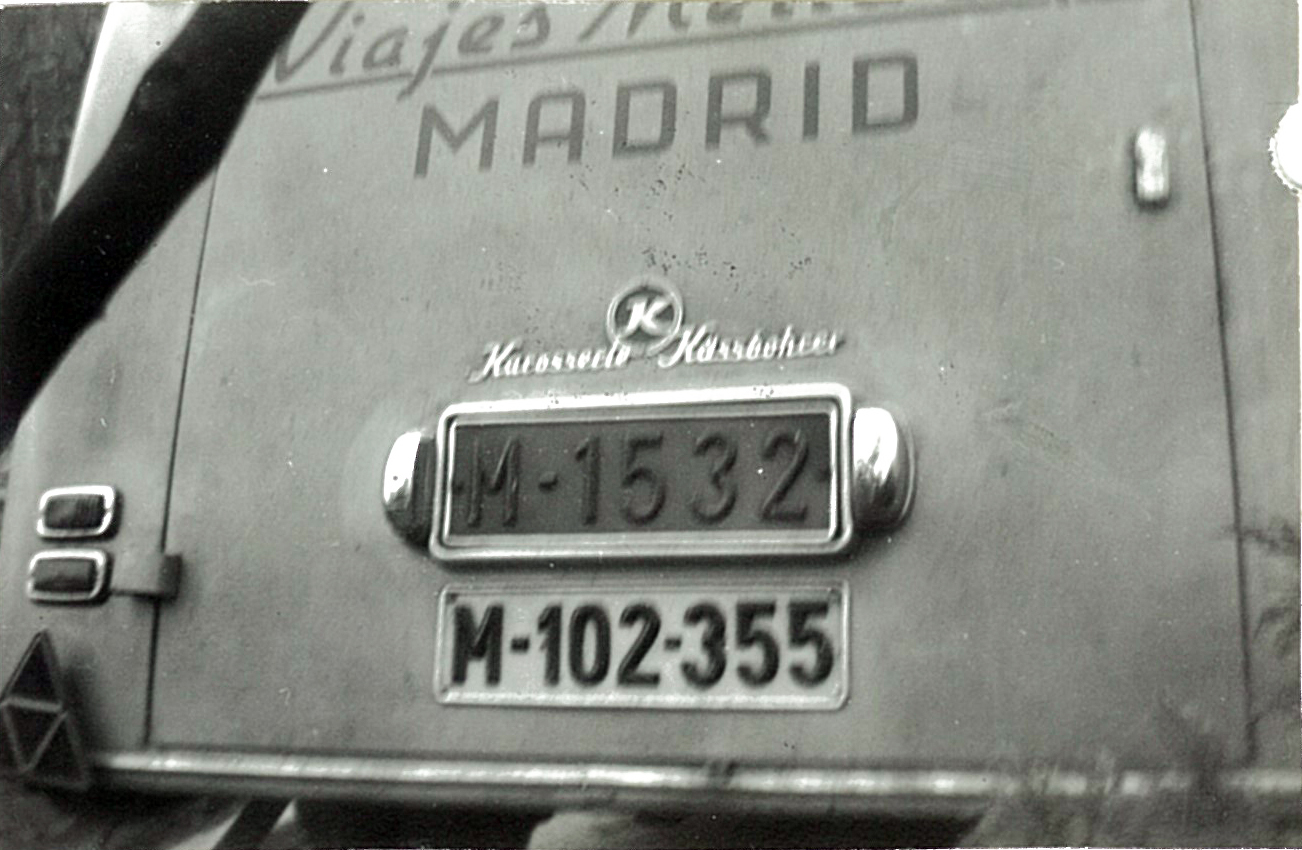 Viajes
MADRID
K
Karosserie Kässbohrer
M-1532
M-102-355